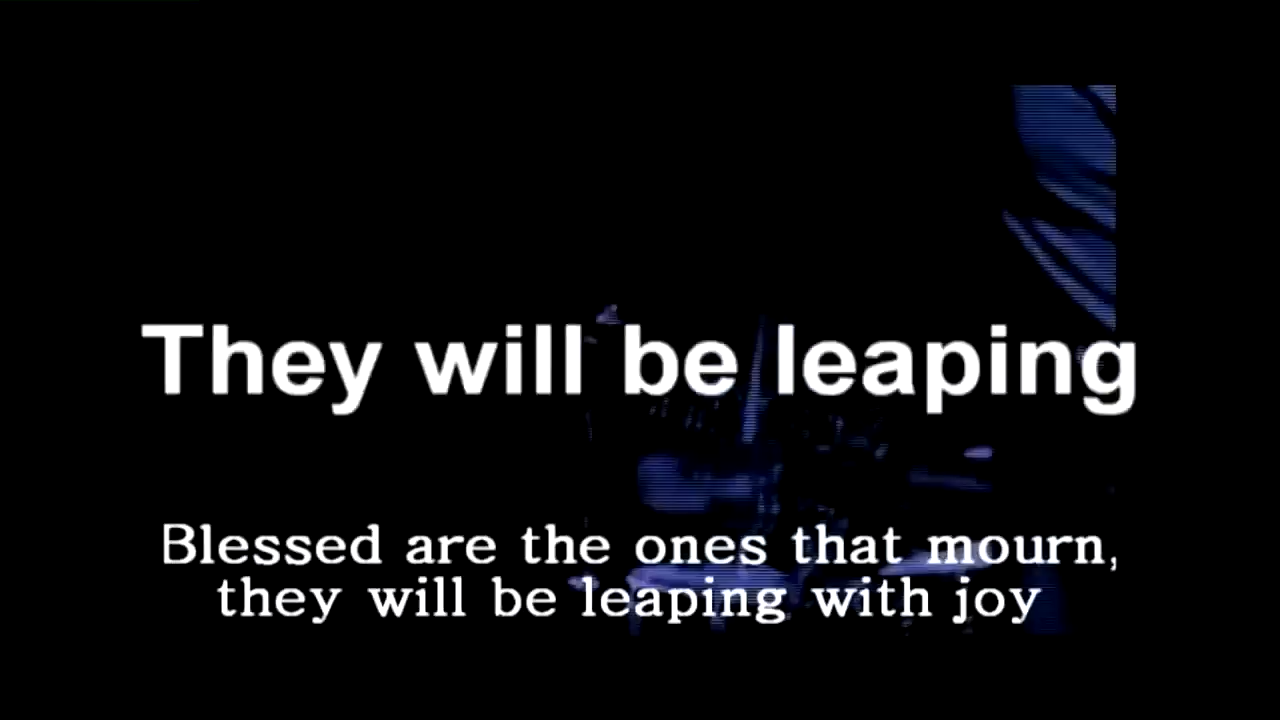 They will be leaping
Blessed are the ones that mourn,
they will be leaping with joy